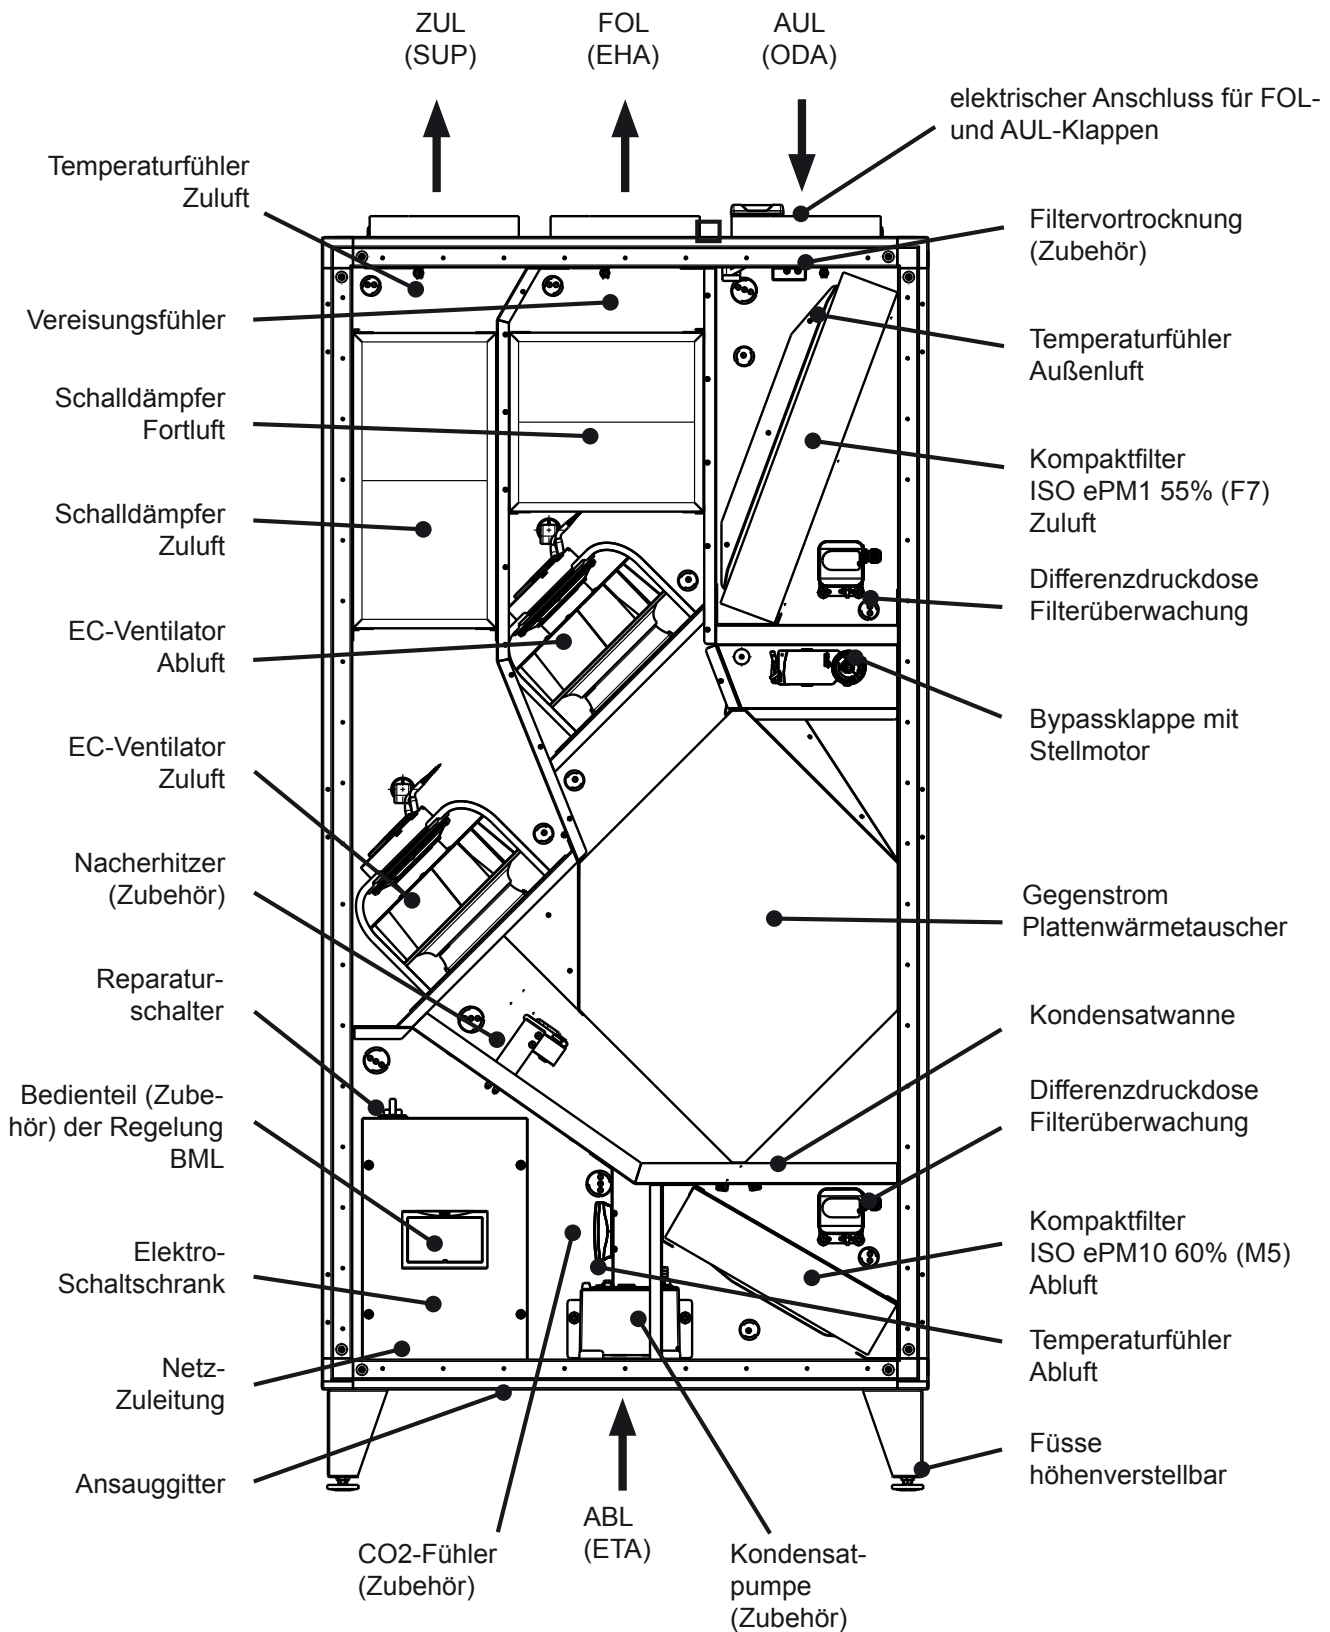 ZUL
(SUP)
FOL
(EHA)
AUL
(ODA)
elektrischer Anschluss für FOL-
und AUL-Klappen
Temperaturfühler
Zuluft
Vereisungsfühler
Schalldämpfer
Fortluft
Schalldämpfer
Zuluft
EC-Ventilator
Abluft
EC-Ventilator
Zuluft
Nacherhitzer
(Zubehör)
Reparatur-
schalter
Bedienteil (Zube-
hör) der Regelung
BML
Elektro-
Schaltschrank
Netz-
Zuleitung
Ansauggitter
Filtervortrocknung
(Zubehör)
Temperaturfühler
Außenluft
Kompaktfilter
ISO ePM1 55% (F7)
Zuluft
Differenzdruckdose
Filterüberwachung
Bypassklappe mit
Stellmotor
Gegenstrom
Plattenwärmetauscher
Kondensatwanne
Differenzdruckdose
Filterüberwachung
Kompaktfilter
ISO ePM10 60% (M5)
Abluft
Temperaturfühler
Abluft
Füsse
höhenverstellbar
CO2-Fühler
(Zubehör)
ABL
(ETA)
Kondensat-
pumpe
(Zubehör)